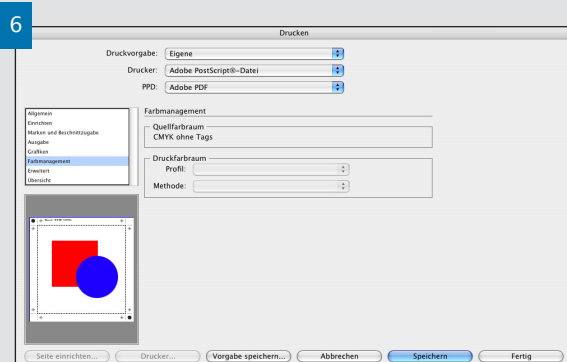 6
Drucken
Druckvorgabe: Eigene
Drucker: Adobe PostScript®-Datei
PPD: Adobe PDF
Allgemein
Einrichten
Marken und Beschnittzugabe
Ausgabe
Grafiken
Farbmanagement
Erweitert
Übersicht
Farbmanagement
Quellfarbraum
CMYK ohne Tags
Druckfarbraum
Profil:
Methode:
Seite einrichten... Drucker... Vorgabe speichern... Abbrechen Speichern Fertig